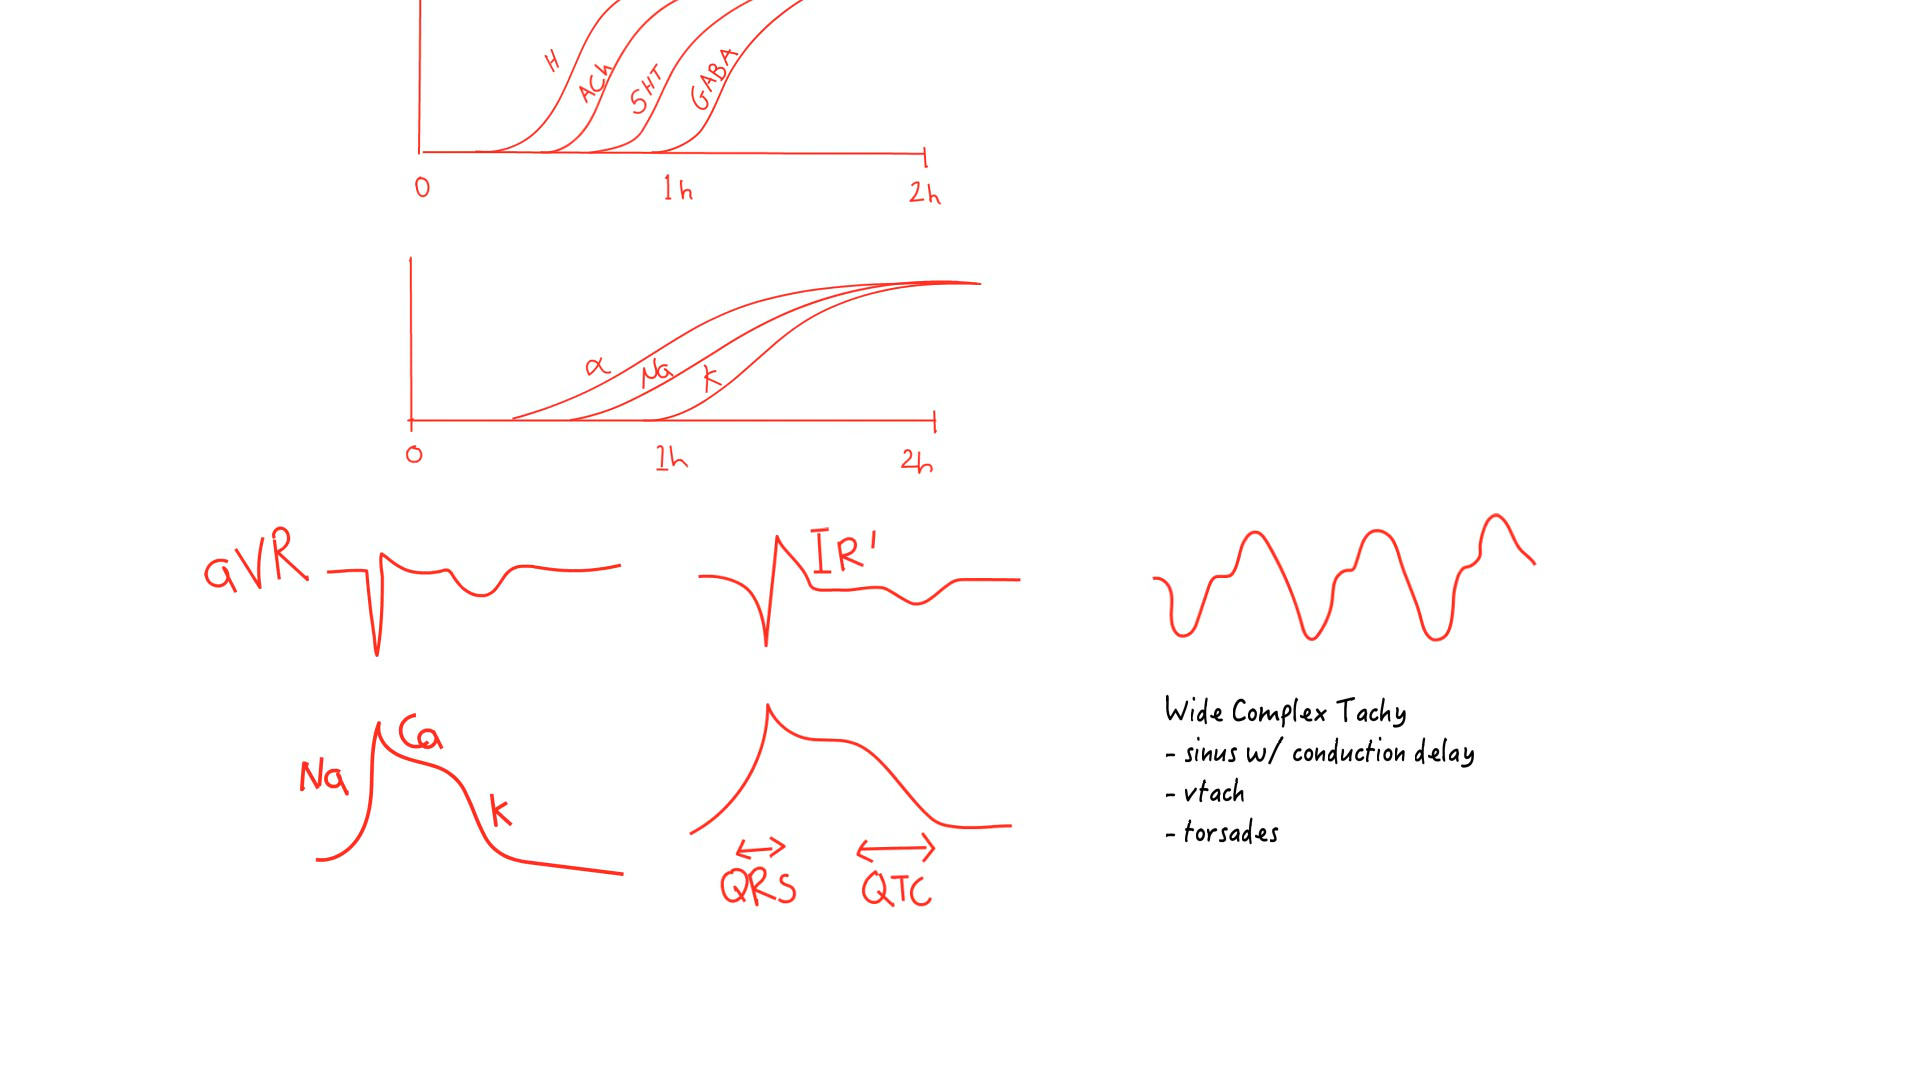 H
ACh
5HT
GABA
0 1h 2h
α
Na
K
0 1h 2h
aVR
R'
Na
Ca
K
QRS
QTC
Wide Complex Tachy
- sinus w/ conduction delay
- vtach
- torsades